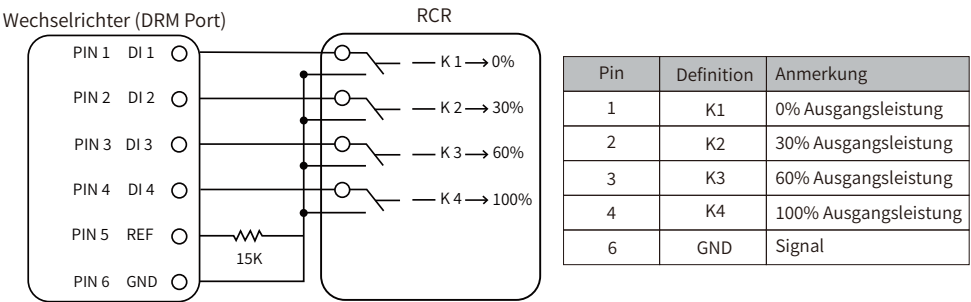 Wechselrichter (DRM Port)
RCR
PIN 1 DI 1
K 1 → 0%
PIN 2 DI 2
K 2 → 30%
PIN 3 DI 3
K 3 → 60%
PIN 4 DI 4
K 4 → 100%
PIN 5 REF
15K
PIN 6 GND
Pin Definition Anmerkung
1 K1 0% Ausgangsleistung
2 K2 30% Ausgangsleistung
3 K3 60% Ausgangsleistung
4 K4 100% Ausgangsleistung
6 GND Signal